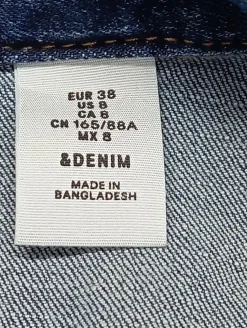 EUR 38
US 8
CA 8
CN 165/88A
MX 8
&DENIM
MADE IN
BANGLADESH